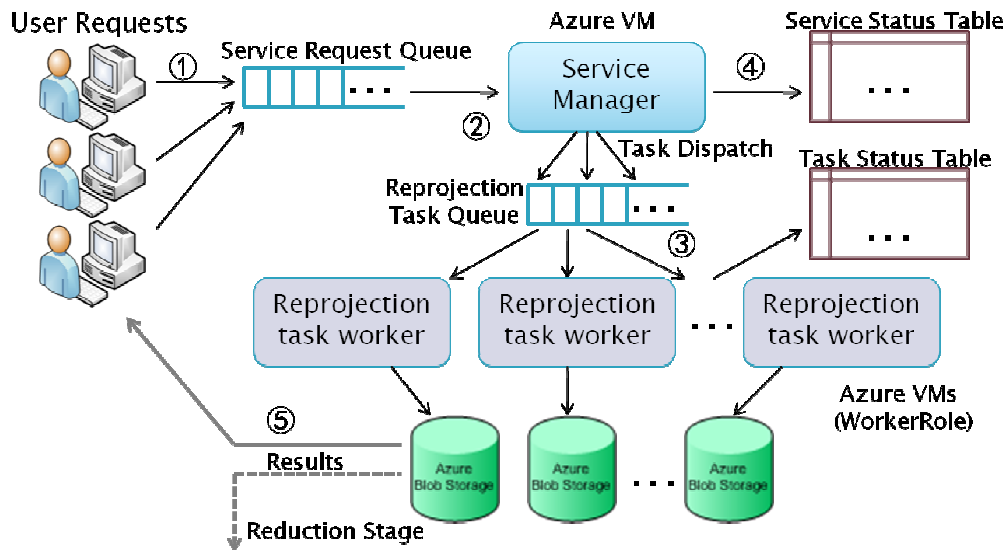 User Requests
Azure VM
Service Status Table
①
Service Request Queue
. . .
②
Service
Manager
④
. . .
Task Dispatch
Task Status Table
Reprojection
Task Queue
. . .
③
. . .
Reprojection
task worker
Reprojection
task worker
. . .
Reprojection
task worker
Azure VMs
(WorkerRole)
⑤
Results
Azure
Blob Storage
Azure
Blob Storage
. . .
Azure
Blob Storage
Reduction Stage